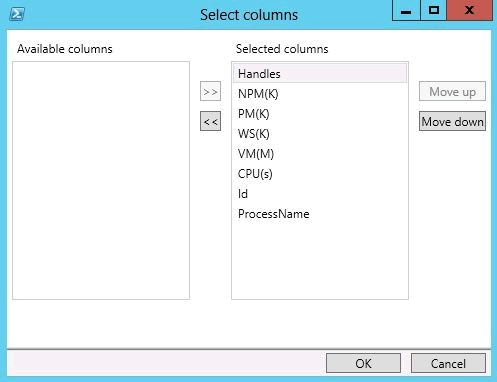 Select columns
Available columns
Selected columns
Handles
NPM(K)
PM(K)
WS(K)
VM(M)
CPU(s)
Id
ProcessName
>>
<<
Move up
Move down
OK
Cancel